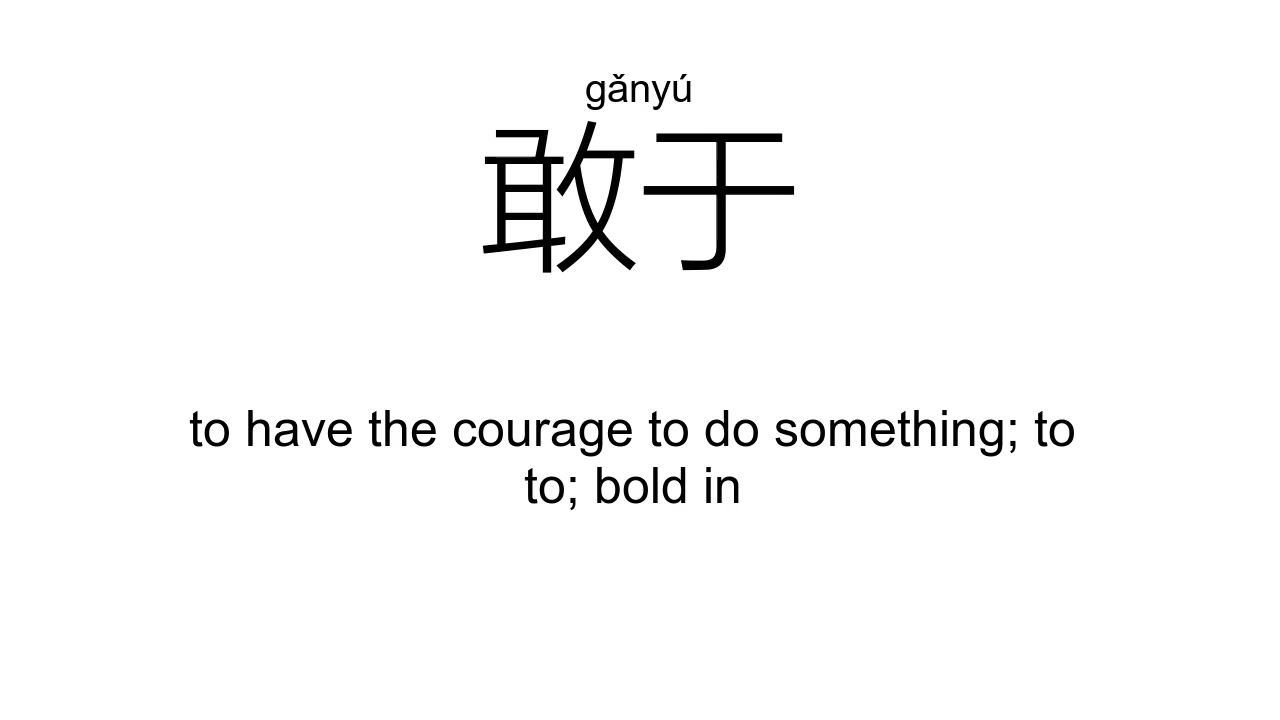 gǎnyú
敢于
to have the courage to do something; to
to; bold in